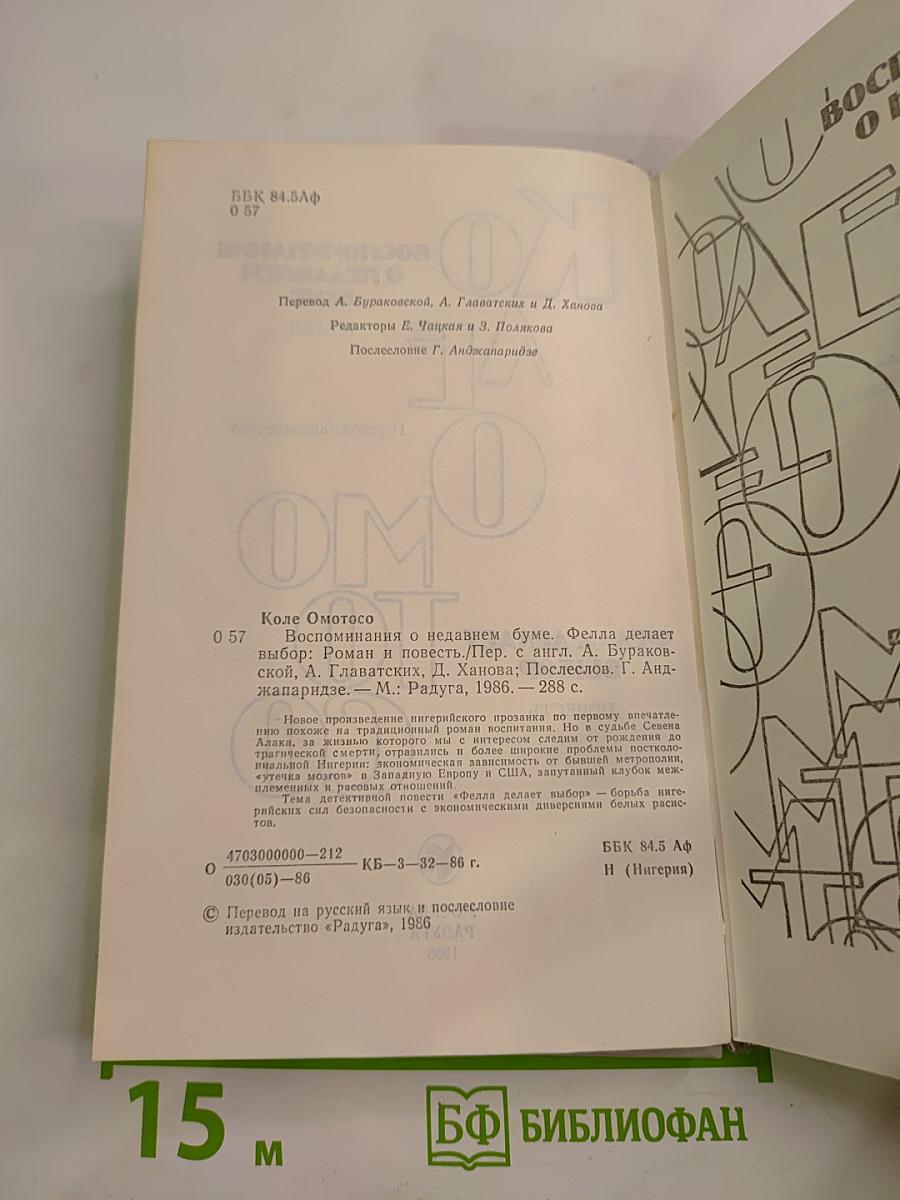 ББК 84.5Аф
О 57
Перевод А. Бураковской, А. Главатских и Д. Ханова
Редакторы Е. Чацкая и З. Полякова
Послесловие Г. Анджапаридзе
Коле Омотосо
О 57 Воспоминания о недавнем буме. Фелла делает
выбор: Роман и повесть./Пер. с англ. А. Бураков-
ской, А. Главатских, Д. Ханова; Послеслов. Г. Анд-
жапаридзе. — М.: Радуга, 1986. — 288 с.
Новое произведение нигерийского прозаика по первому впечатле-
нию похоже на традиционный роман воспитания. Но в судьбе Севена
Алака, за жизнью которого мы с интересом следим от рождения до
трагической смерти, отразились и более широкие проблемы постколо-
ниальной Нигерии: экономическая зависимость от бывшей метрополии,
«утечка мозгов» в Западную Европу и США, запутанный клубок меж-
племенных и расовых отношений.
Тема детективной повести «Фелла делает выбор» — борьба ниге-
рийских сил безопасности с экономическими диверсиями белых расис-
тов.
О 4703000000—212
030(05)—86
КБ—3—32—86 г.
ББК 84.5 Аф
Н (Нигерия)
© Перевод на русский язык и послесловие
издательство «Радуга», 1986
15 м
БФ БИБЛИОФАН